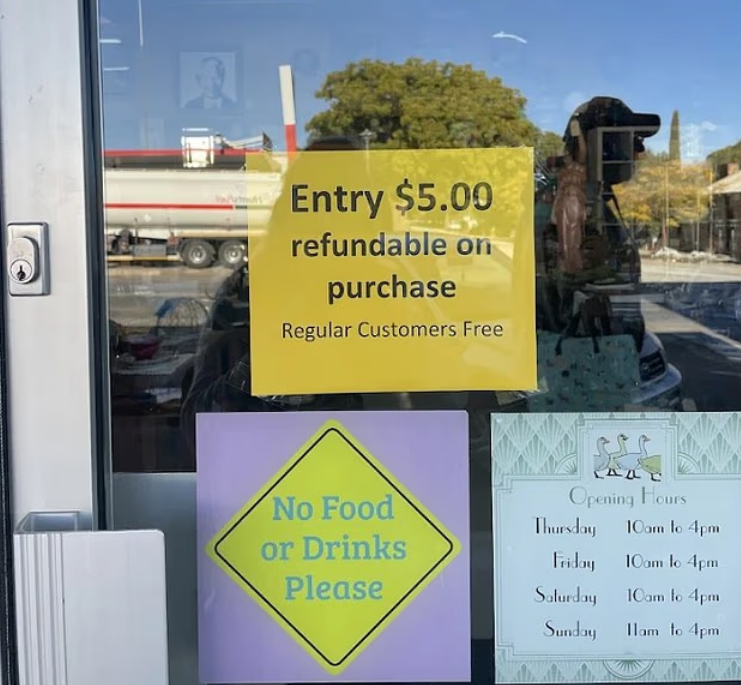 Entry $5.00
refundable on
purchase
Regular Customers Free
No Food
or Drinks
Please
Opening Hours
Thursday 10am to 4pm
Friday 10am to 4pm
Saturday 10am to 4pm
Sunday 11am to 4pm